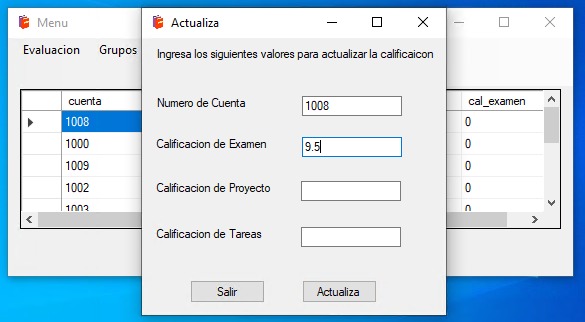 Menu
Evaluacion Grupos
cuenta
cal_examen
1008
0
1000
0
1009
0
1002
0
1003
0
Actualiza
Ingresa los siguientes valores para actualizar la calificaicon
Numero de Cuenta 1008
Calificacion de Examen 9.5
Calificacion de Proyecto
Calificacion de Tareas
Salir Actualiza